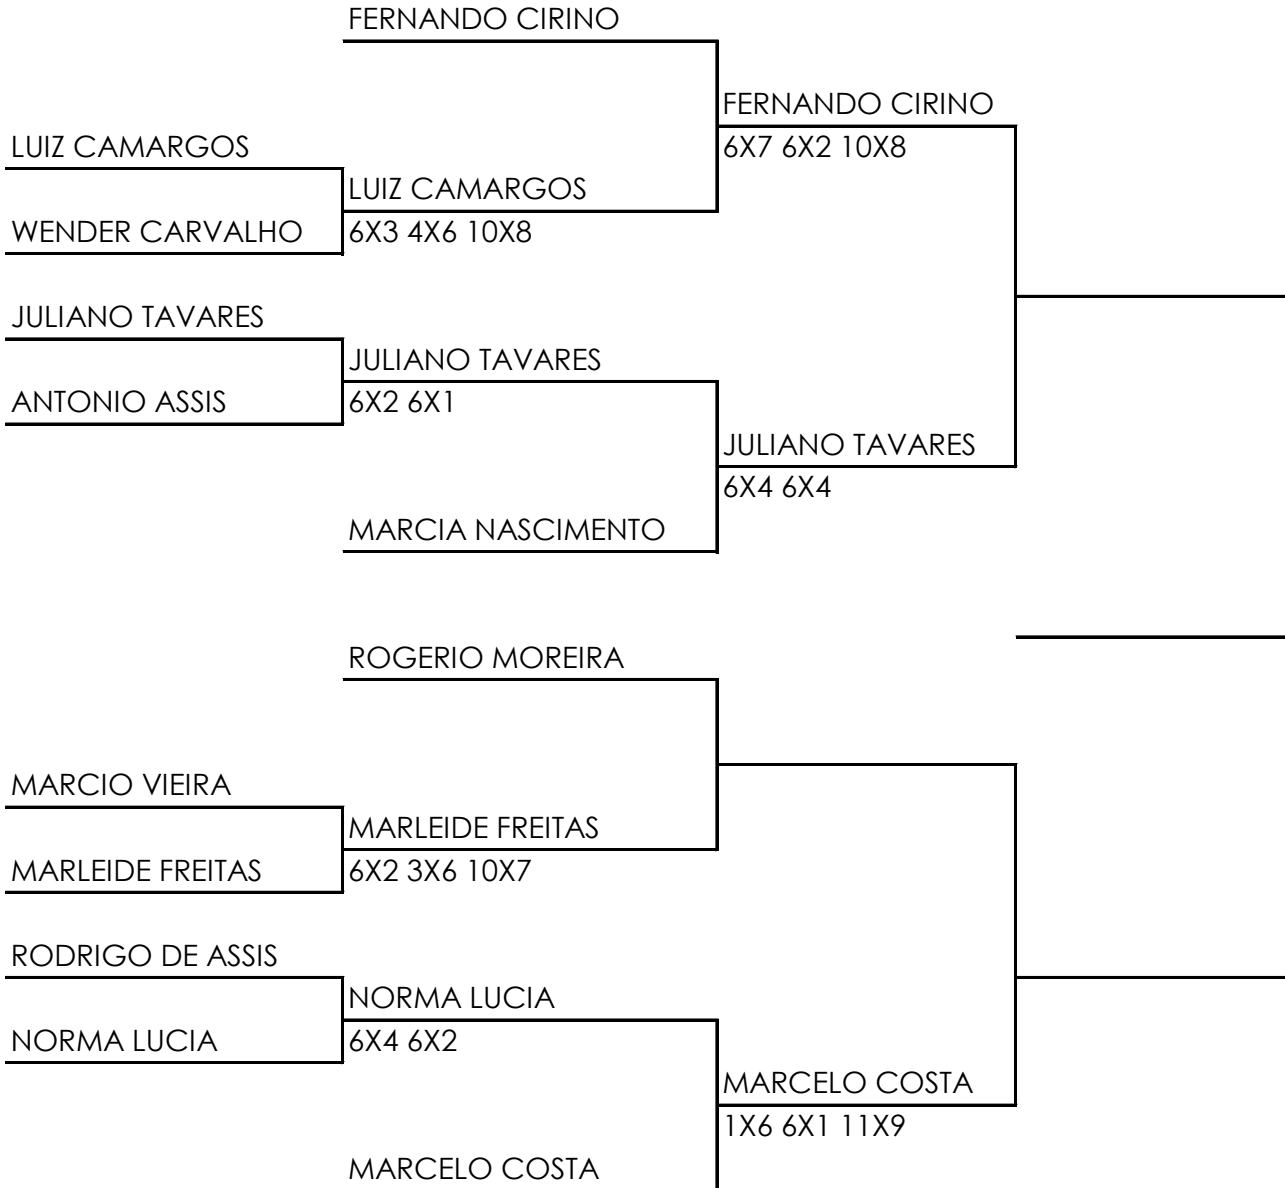 FERNANDO CIRINO
FERNANDO CIRINO
6X7 6X2 10X8
LUIZ CAMARGOS
LUIZ CAMARGOS
6X3 4X6 10X8
WENDER CARVALHO
JULIANO TAVARES
JULIANO TAVARES
6X2 6X1
ANTONIO ASSIS
JULIANO TAVARES
6X4 6X4
MARCIA NASCIMENTO
ROGERIO MOREIRA
MARCIO VIEIRA
MARLEIDE FREITAS
6X2 3X6 10X7
MARLEIDE FREITAS
RODRIGO DE ASSIS
NORMA LUCIA
6X4 6X2
NORMA LUCIA
MARCELO COSTA
1X6 6X1 11X9
MARCELO COSTA